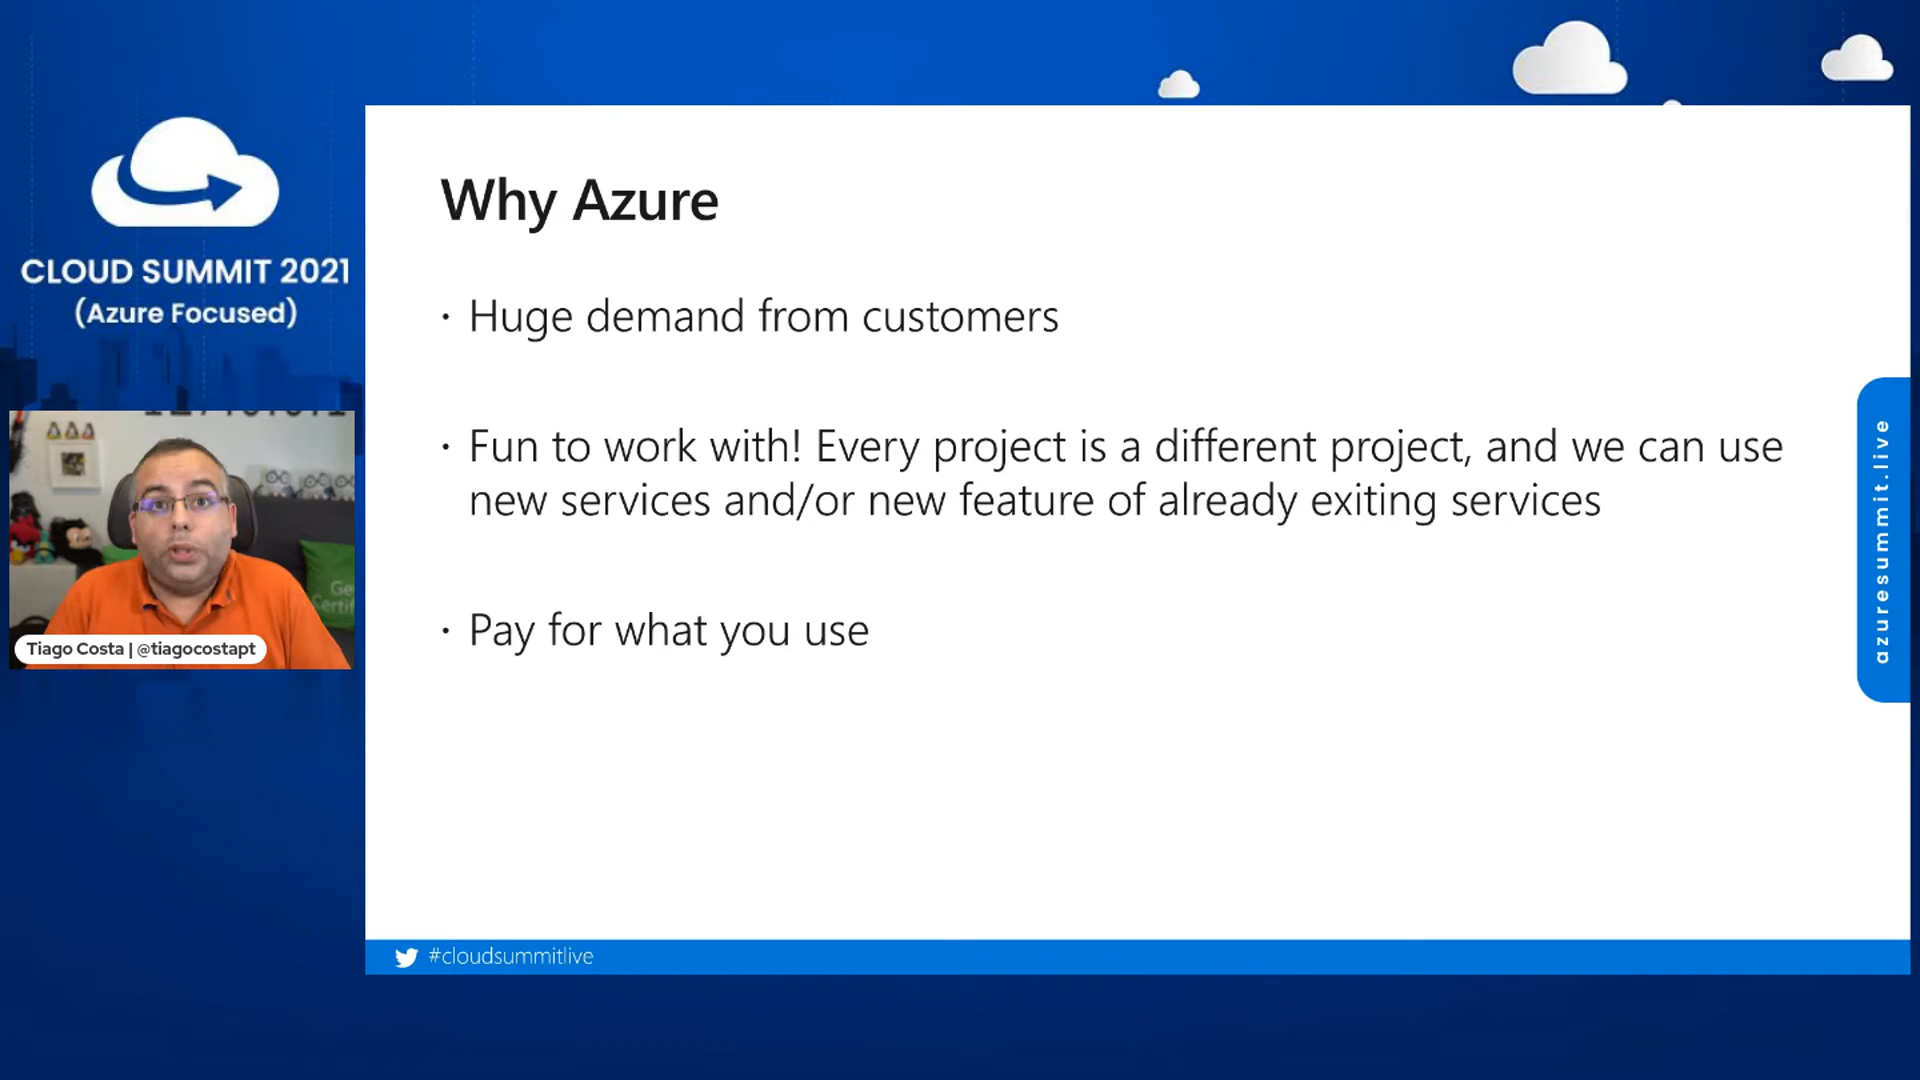 CLOUD SUMMIT 2021
(Azure Focused)
Tiago Costa | @tiagocostapt
Why Azure
· Huge demand from customers
· Fun to work with! Every project is a different project, and we can use
new services and/or new feature of already exiting services
· Pay for what you use
azuresummit.live
#cloudsummitlive